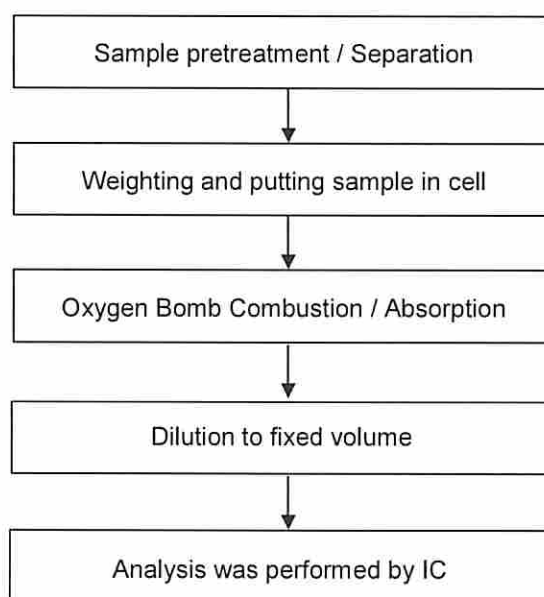 Sample pretreatment / Separation
Weighting and putting sample in cell
Oxygen Bomb Combustion / Absorption
Dilution to fixed volume
Analysis was performed by IC